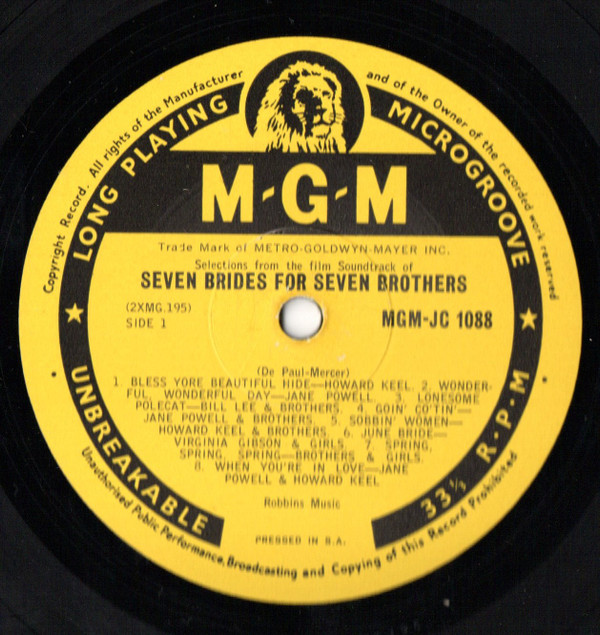 Copyright Record. All rights of the Manufacturer and of the Owner of the recorded work reserved
LONG PLAYING MICROGROOVE
M-G-M
Trade Mark of METRO-GOLDWYN-MAYER INC.
Selections from the film Soundtrack of
SEVEN BRIDES FOR SEVEN BROTHERS
(2XMG.195)
SIDE 1
MGM-JC 1088
(De Paul-Mercer)
1. BLESS YORE BEAUTIFUL HIDE—HOWARD KEEL. 2. WONDER-
FUL, WONDERFUL DAY—JANE POWELL. 3. LONESOME
POLECAT—BILL LEE & BROTHERS. 4. GOIN' CO'TIN'—
JANE POWELL & BROTHERS. 5. SOBBIN' WOMEN—
HOWARD KEEL & BROTHERS. 6. JUNE BRIDE—
VIRGINIA GIBSON & GIRLS. 7. SPRING,
SPRING, SPRING—BROTHERS & GIRLS.
8. WHEN YOU'RE IN LOVE—JANE
POWELL & HOWARD KEEL
Robbins Music
PRESSED IN S.A.
UNBREAKABLE
33⅓ R·P·M
Unauthorised Public Performance, Broadcasting and Copying of this Record Prohibited